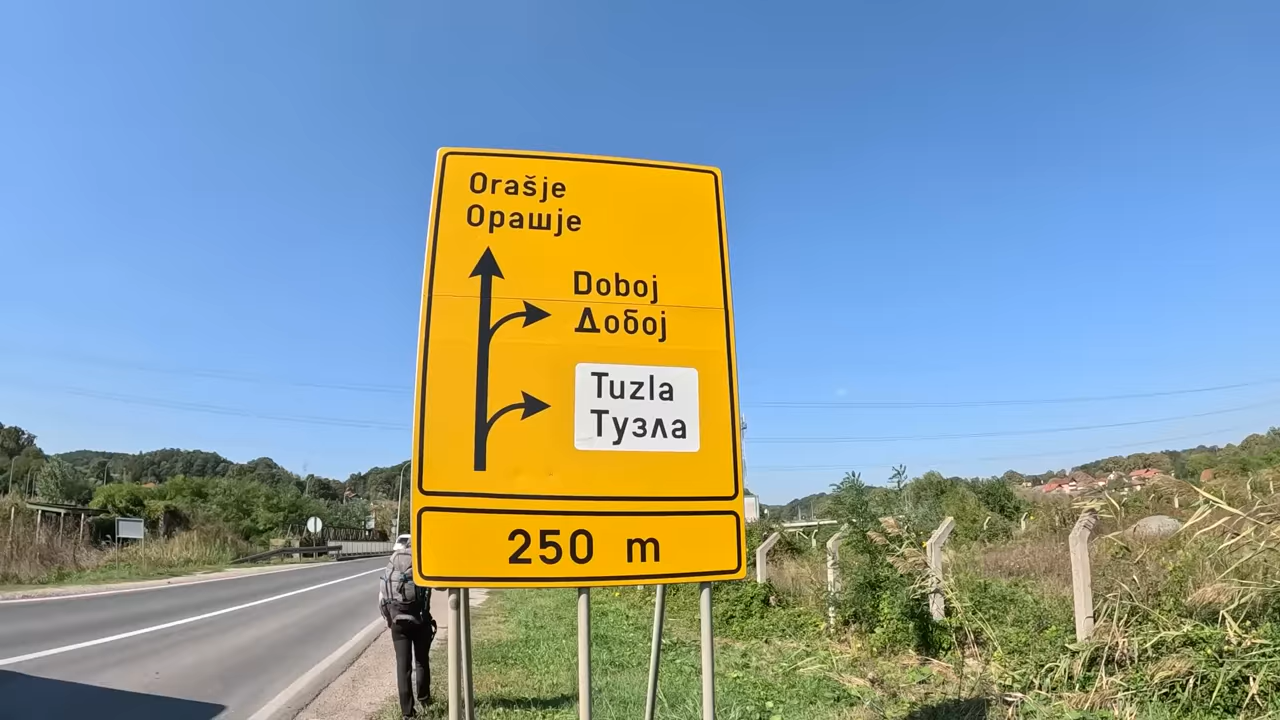 Orašje
Орашје
Doboj
Добој
Tuzla
Тузла
250 m